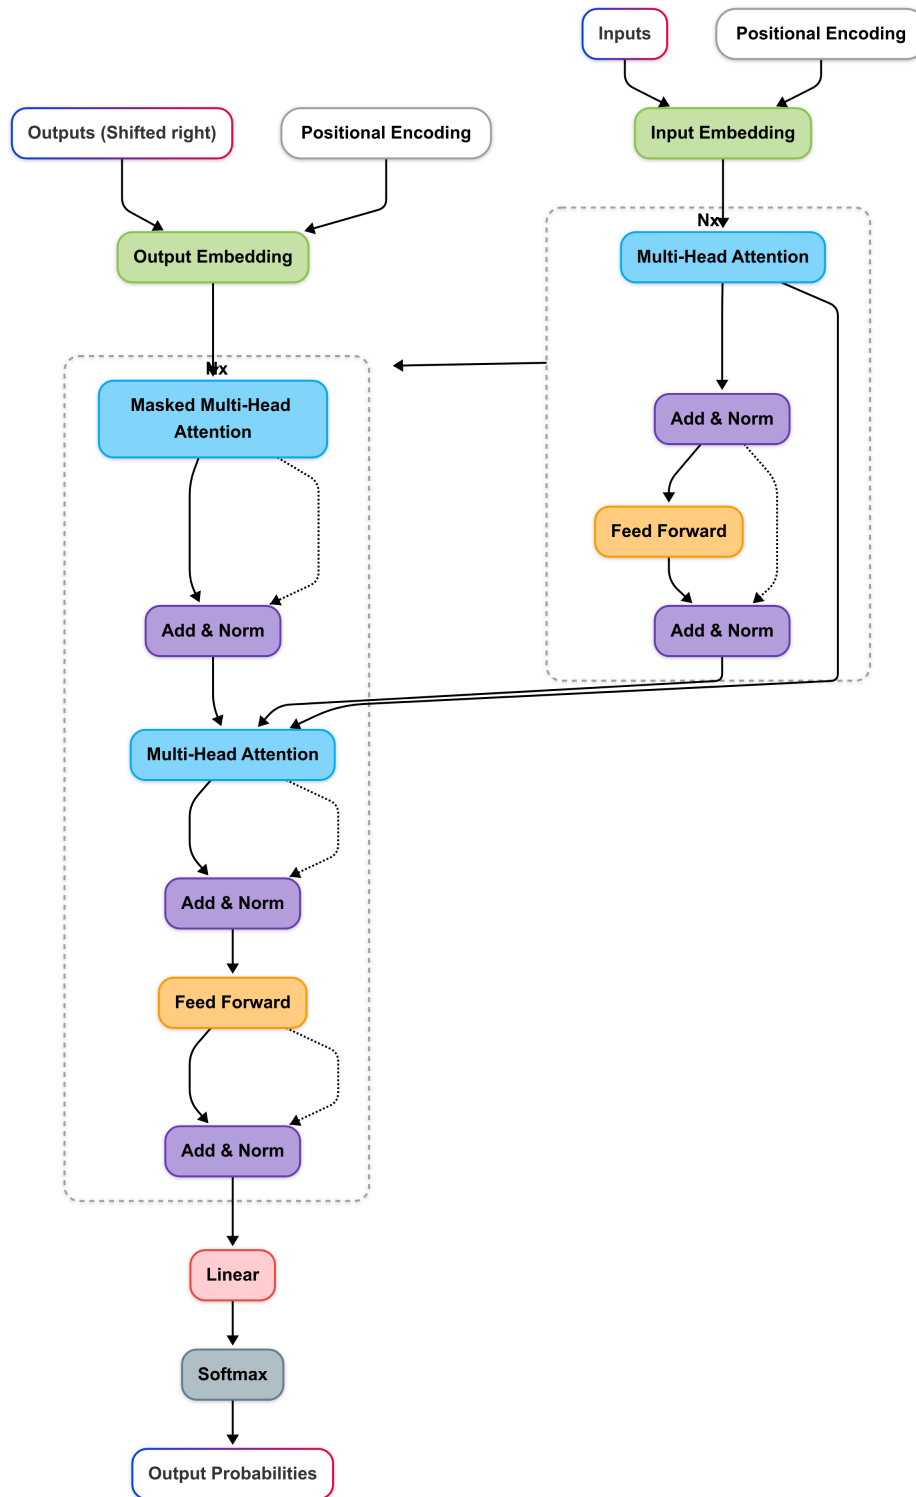 Inputs
Positional Encoding
Outputs (Shifted right)
Positional Encoding
Input Embedding
Nx
Output Embedding
Multi-Head Attention
Nx
Masked Multi-Head
Attention
Add & Norm
Feed Forward
Add & Norm
Add & Norm
Multi-Head Attention
Add & Norm
Feed Forward
Add & Norm
Linear
Softmax
Output Probabilities